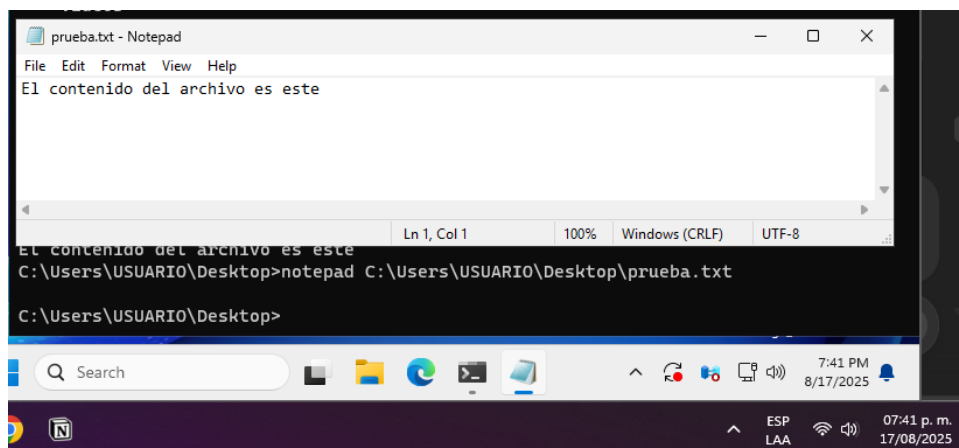 prueba.txt - Notepad
File Edit Format View Help
El contenido del archivo es este
Ln 1, Col 1 100% Windows (CRLF) UTF-8
El contenido del archivo es este
C:\Users\USUARIO\Desktop>notepad C:\Users\USUARIO\Desktop\prueba.txt
C:\Users\USUARIO\Desktop>
Search
7:41 PM
8/17/2025
ESP
LAA
07:41 p. m.
17/08/2025